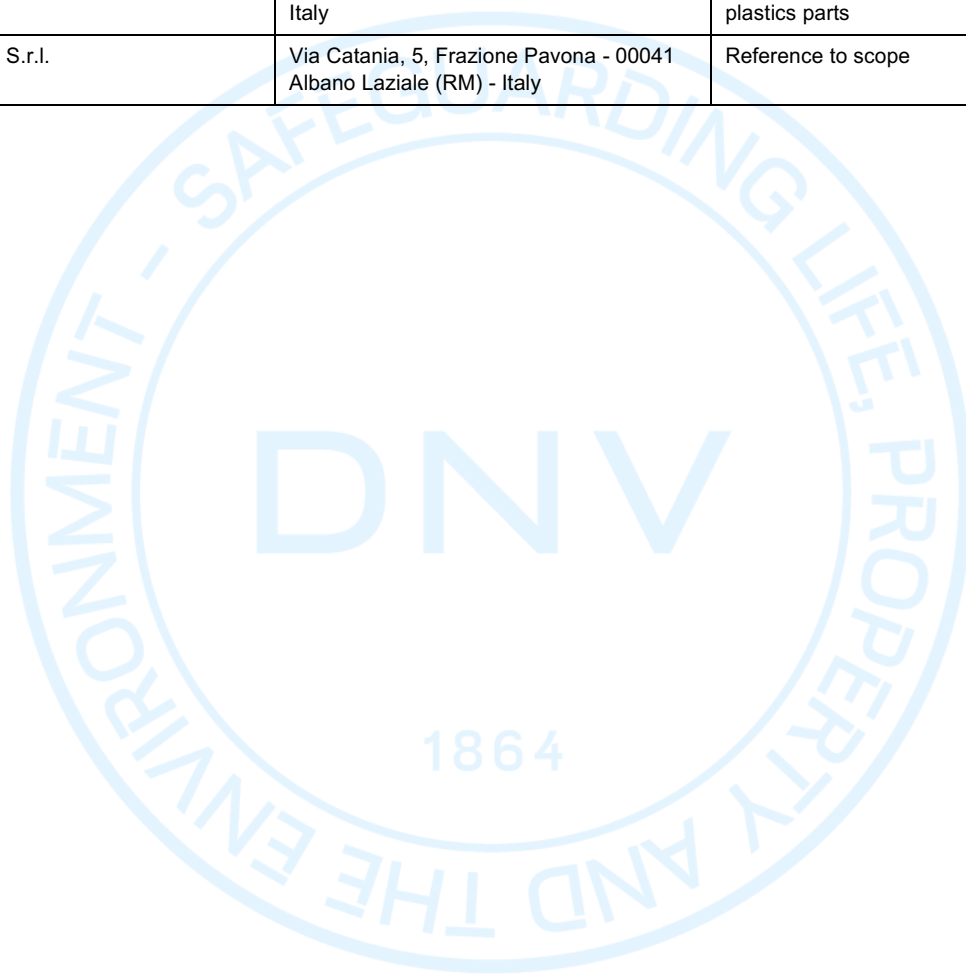 Italy
plastics parts
S.r.l.
Via Catania, 5, Frazione Pavona - 00041
Reference to scope
Albano Laziale (RM) - Italy
SAFEGUARDING LIFE, PROPERTY AND THE ENVIRONMENT -
DNV
1864